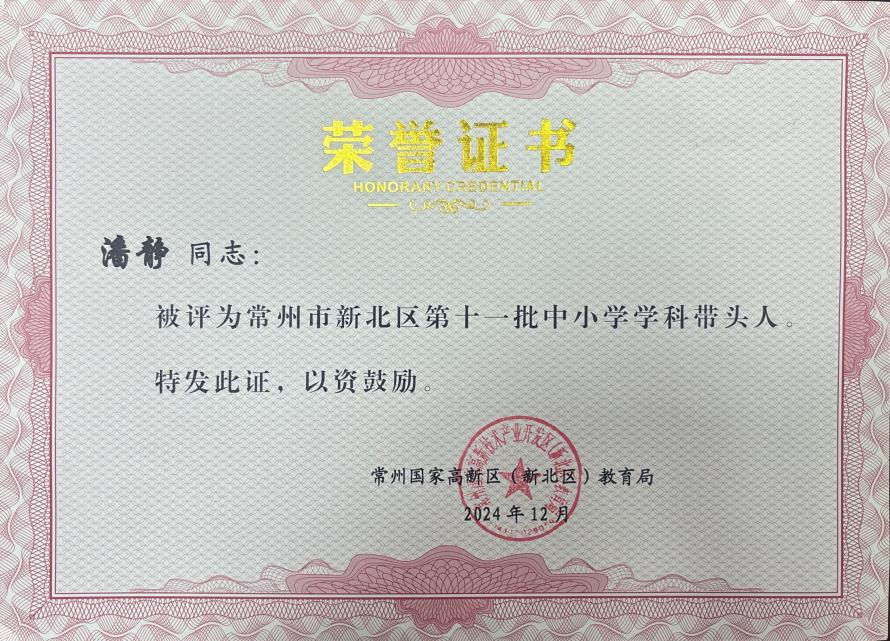 荣誉证书
HONORARY CREDENTIAL
潘静 同志：
被评为常州市新北区第十一批中小学学科带头人。
特发此证，以资鼓励。
常州国家高新区（新北区）教育局
2024年12月